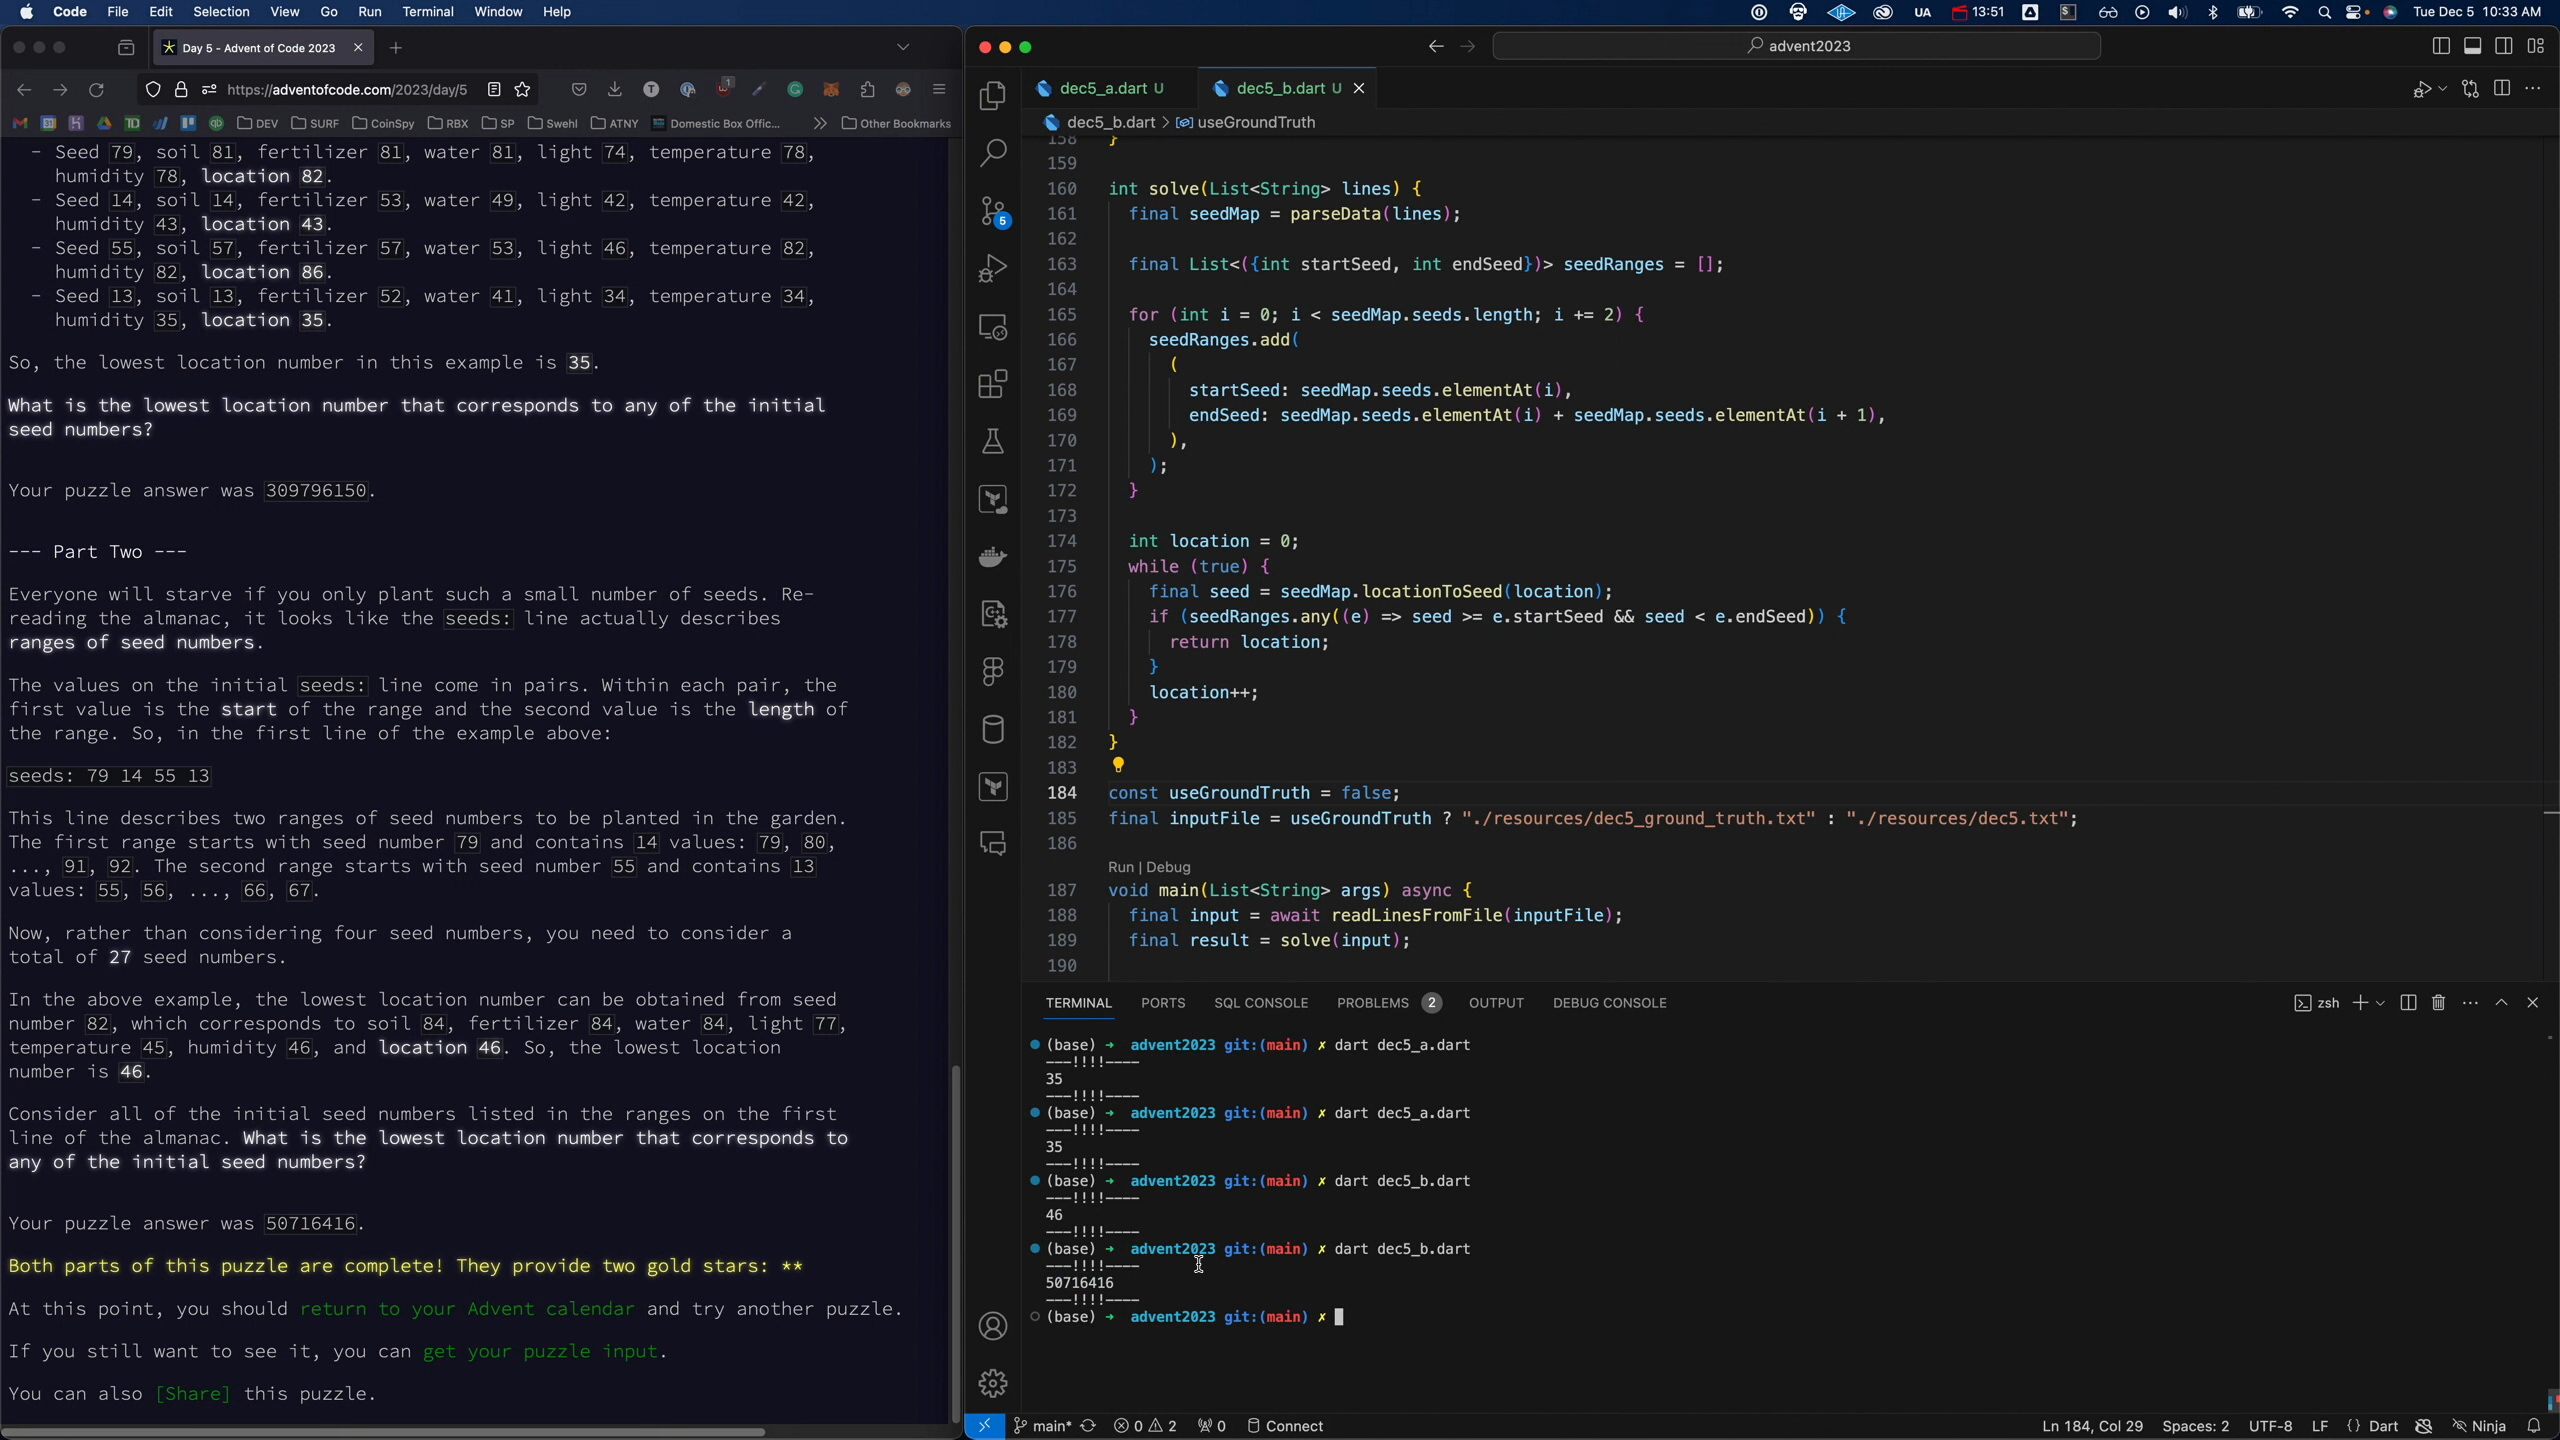 Code File Edit Selection View Go Run Terminal Window Help
UA 13:51 Tue Dec 5 10:33 AM
Day 5 - Advent of Code 2023
https://adventofcode.com/2023/day/5
DEV SURF CoinSpy RBX SP Swehl ATNY Domestic Box Offic... Other Bookmarks
- Seed 79, soil 81, fertilizer 81, water 81, light 74, temperature 78,
humidity 78, location 82.
- Seed 14, soil 14, fertilizer 53, water 49, light 42, temperature 42,
humidity 43, location 43.
- Seed 55, soil 57, fertilizer 57, water 53, light 46, temperature 82,
humidity 82, location 86.
- Seed 13, soil 13, fertilizer 52, water 41, light 34, temperature 34,
humidity 35, location 35.
So, the lowest location number in this example is 35.
What is the lowest location number that corresponds to any of the initial
seed numbers?
Your puzzle answer was 309796150.
--- Part Two ---
Everyone will starve if you only plant such a small number of seeds. Re-
reading the almanac, it looks like the seeds: line actually describes
ranges of seed numbers.
The values on the initial seeds: line come in pairs. Within each pair, the
first value is the start of the range and the second value is the length of
the range. So, in the first line of the example above:
seeds: 79 14 55 13
This line describes two ranges of seed numbers to be planted in the garden.
The first range starts with seed number 79 and contains 14 values: 79, 80,
..., 91, 92. The second range starts with seed number 55 and contains 13
values: 55, 56, ..., 66, 67.
Now, rather than considering four seed numbers, you need to consider a
total of 27 seed numbers.
In the above example, the lowest location number can be obtained from seed
number 82, which corresponds to soil 84, fertilizer 84, water 84, light 77,
temperature 45, humidity 46, and location 46. So, the lowest location
number is 46.
Consider all of the initial seed numbers listed in the ranges on the first
line of the almanac. What is the lowest location number that corresponds to
any of the initial seed numbers?
Your puzzle answer was 50716416.
Both parts of this puzzle are complete! They provide two gold stars: **
At this point, you should return to your Advent calendar and try another puzzle.
If you still want to see it, you can get your puzzle input.
You can also [Share] this puzzle.
advent2023
dec5_a.dart U dec5_b.dart U
dec5_b.dart > useGroundTruth
158 }
159
160 int solve(List<String> lines) {
161 final seedMap = parseData(lines);
162
163 final List<({int startSeed, int endSeed})> seedRanges = [];
164
165 for (int i = 0; i < seedMap.seeds.length; i += 2) {
166 seedRanges.add(
167 (
168 startSeed: seedMap.seeds.elementAt(i),
169 endSeed: seedMap.seeds.elementAt(i) + seedMap.seeds.elementAt(i + 1),
170 ),
171 );
172 }
173
174 int location = 0;
175 while (true) {
176 final seed = seedMap.locationToSeed(location);
177 if (seedRanges.any((e) => seed >= e.startSeed && seed < e.endSeed)) {
178 return location;
179 }
180 location++;
181 }
182 }
183
184 const useGroundTruth = false;
185 final inputFile = useGroundTruth ? "./resources/dec5_ground_truth.txt" : "./resources/dec5.txt";
186
Run | Debug
187 void main(List<String> args) async {
188 final input = await readLinesFromFile(inputFile);
189 final result = solve(input);
190
5
TERMINAL PORTS SQL CONSOLE PROBLEMS 2 OUTPUT DEBUG CONSOLE zsh
(base) → advent2023 git:(main) ✗ dart dec5_a.dart
---!!!!----
35
---!!!!----
(base) → advent2023 git:(main) ✗ dart dec5_a.dart
---!!!!----
35
---!!!!----
(base) → advent2023 git:(main) ✗ dart dec5_b.dart
---!!!!----
46
---!!!!----
(base) → advent2023 git:(main) ✗ dart dec5_b.dart
---!!!!----
50716416
---!!!!----
(base) → advent2023 git:(main) ✗
main* 0 2 0 Connect Ln 184, Col 29 Spaces: 2 UTF-8 LF {} Dart Ninja